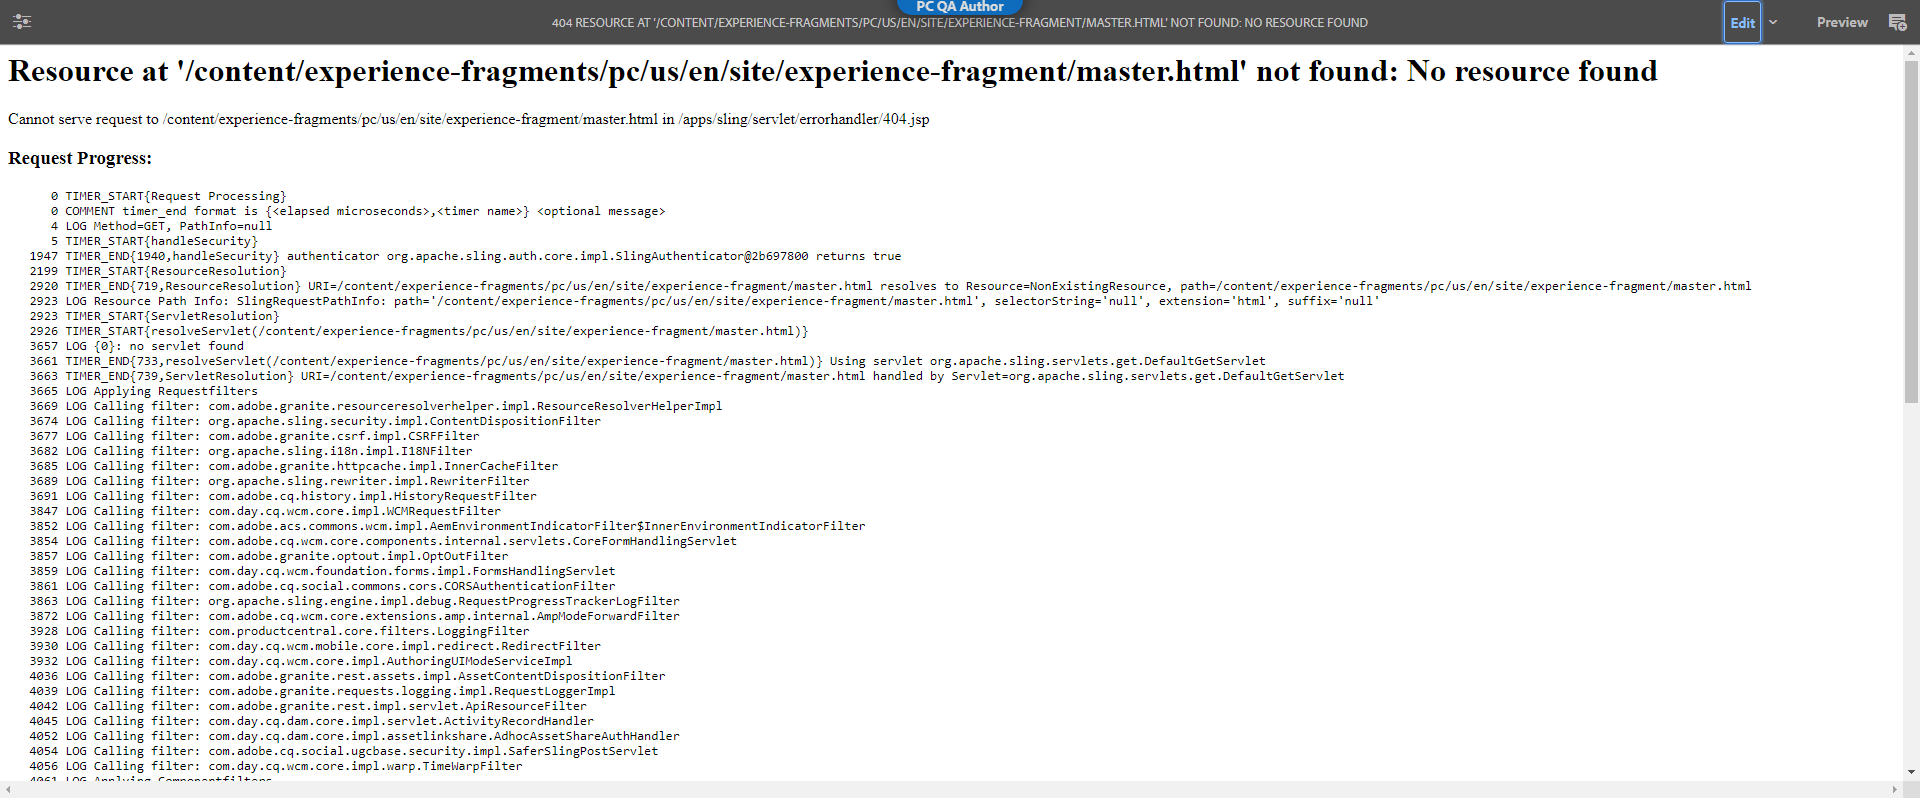 PC QA Author
404 RESOURCE AT '/CONTENT/EXPERIENCE-FRAGMENTS/PC/US/EN/SITE/EXPERIENCE-FRAGMENT/MASTER.HTML' NOT FOUND: NO RESOURCE FOUND
Edit
Preview
Resource at '/content/experience-fragments/pc/us/en/site/experience-fragment/master.html' not found: No resource found
Cannot serve request to /content/experience-fragments/pc/us/en/site/experience-fragment/master.html in /apps/sling/servlet/errorhandler/404.jsp
Request Progress:
0 TIMER_START{Request Processing}
0 COMMENT timer_end format is {<elapsed microseconds>,<timer name>} <optional message>
4 LOG Method=GET, PathInfo=null
5 TIMER_START{handleSecurity}
1947 TIMER_END{1940,handleSecurity} authenticator org.apache.sling.auth.core.impl.SlingAuthenticator@2b697800 returns true
2199 TIMER_START{ResourceResolution}
2920 TIMER_END{719,ResourceResolution} URI=/content/experience-fragments/pc/us/en/site/experience-fragment/master.html resolves to Resource=NonExistingResource, path=/content/experience-fragments/pc/us/en/site/experience-fragment/master.html
2923 LOG Resource Path Info: SlingRequestPathInfo: path='/content/experience-fragments/pc/us/en/site/experience-fragment/master.html', selectorString='null', extension='html', suffix='null'
2923 TIMER_START{ServletResolution}
2926 TIMER_START{resolveServlet(/content/experience-fragments/pc/us/en/site/experience-fragment/master.html)}
3657 LOG {0}: no servlet found
3661 TIMER_END{733,resolveServlet(/content/experience-fragments/pc/us/en/site/experience-fragment/master.html)} Using servlet org.apache.sling.servlets.get.DefaultGetServlet
3663 TIMER_END{739,ServletResolution} URI=/content/experience-fragments/pc/us/en/site/experience-fragment/master.html handled by Servlet=org.apache.sling.servlets.get.DefaultGetServlet
3665 LOG Applying Requestfilters
3669 LOG Calling filter: com.adobe.granite.resourceresolverhelper.impl.ResourceResolverHelperImpl
3674 LOG Calling filter: org.apache.sling.security.impl.ContentDispositionFilter
3677 LOG Calling filter: com.adobe.granite.csrf.impl.CSRFFilter
3682 LOG Calling filter: org.apache.sling.i18n.impl.I18NFilter
3685 LOG Calling filter: com.adobe.granite.httpcache.impl.InnerCacheFilter
3689 LOG Calling filter: org.apache.sling.rewriter.impl.RewriterFilter
3691 LOG Calling filter: com.adobe.cq.history.impl.HistoryRequestFilter
3847 LOG Calling filter: com.day.cq.wcm.core.impl.WCMRequestFilter
3852 LOG Calling filter: com.adobe.acs.commons.wcm.impl.AemEnvironmentIndicatorFilter$InnerEnvironmentIndicatorFilter
3854 LOG Calling filter: com.adobe.cq.wcm.core.components.internal.servlets.CoreFormHandlingServlet
3857 LOG Calling filter: com.adobe.granite.optout.impl.OptOutFilter
3859 LOG Calling filter: com.day.cq.wcm.foundation.forms.impl.FormsHandlingServlet
3861 LOG Calling filter: com.adobe.cq.social.commons.cors.CORSAuthenticationFilter
3863 LOG Calling filter: org.apache.sling.engine.impl.debug.RequestProgressTrackerLogFilter
3872 LOG Calling filter: com.adobe.cq.wcm.core.extensions.amp.internal.AmpModeForwardFilter
3928 LOG Calling filter: com.productcentral.core.filters.LoggingFilter
3930 LOG Calling filter: com.day.cq.wcm.mobile.core.impl.redirect.RedirectFilter
3932 LOG Calling filter: com.day.cq.wcm.core.impl.AuthoringUIModeServiceImpl
4036 LOG Calling filter: com.adobe.granite.rest.assets.impl.AssetContentDispositionFilter
4039 LOG Calling filter: com.adobe.granite.requests.logging.impl.RequestLoggerImpl
4042 LOG Calling filter: com.adobe.granite.rest.impl.servlet.ApiResourceFilter
4045 LOG Calling filter: com.day.cq.dam.core.impl.servlet.ActivityRecordHandler
4052 LOG Calling filter: com.day.cq.dam.core.impl.assetlinkshare.AdhocAssetShareAuthHandler
4054 LOG Calling filter: com.adobe.cq.social.ugcbase.security.impl.SaferSlingPostServlet
4056 LOG Calling filter: com.day.cq.wcm.core.impl.warp.TimeWarpFilter
4061 LOG Applying Componentfilters